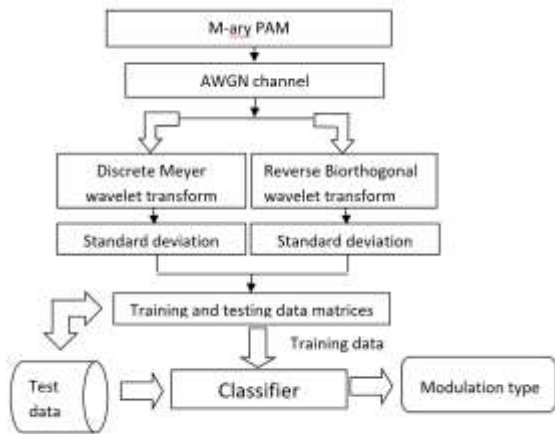 M-ary PAM
AWGN channel
Discrete Meyer
wavelet transform
Reverse Biorthogonal
wavelet transform
Standard deviation
Standard deviation
Training and testing data matrices
Training data
Test
data
Classifier
Modulation type